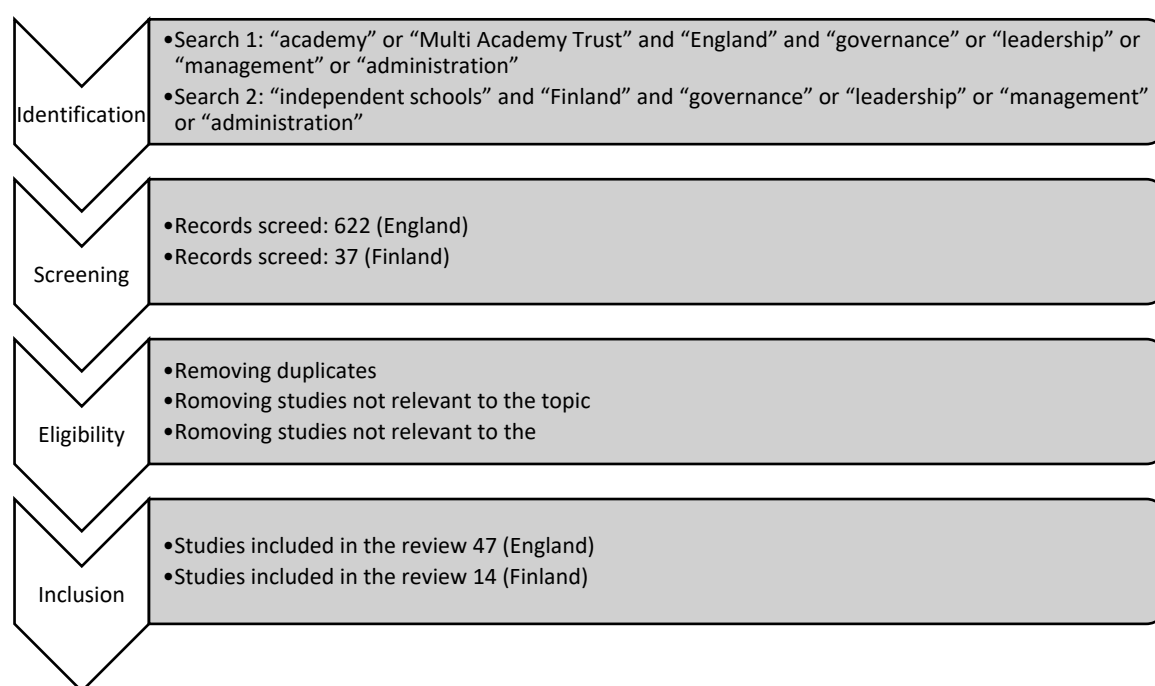 Identification
•Search 1: “academy” or “Multi Academy Trust” and “England” and “governance” or “leadership” or
“management” or “administration”
•Search 2: “independent schools” and “Finland” and “governance” or “leadership” or “management”
or “administration”
Screening
•Records screed: 622 (England)
•Records screed: 37 (Finland)
Eligibility
•Removing duplicates
•Romoving studies not relevant to the topic
•Romoving studies not relevant to the
Inclusion
•Studies included in the review 47 (England)
•Studies included in the review 14 (Finland)